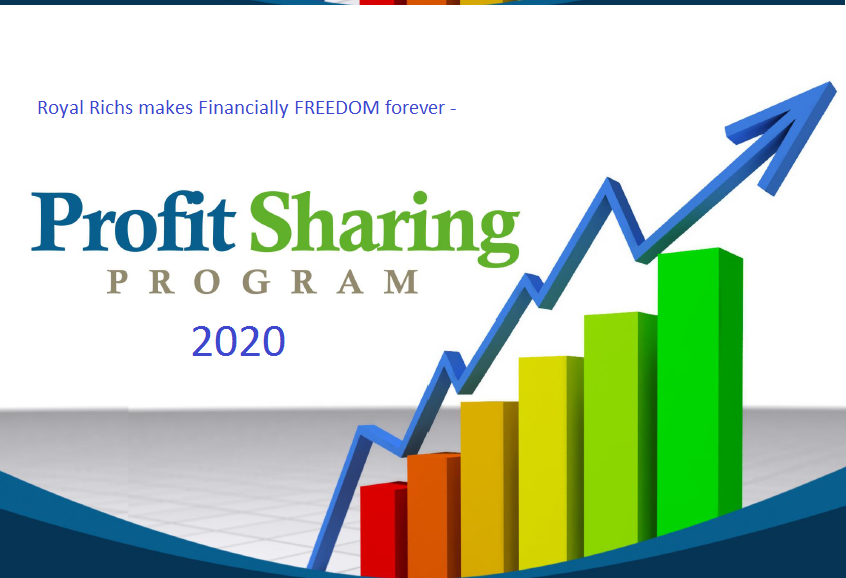 Royal Richs makes Financially FREEDOM forever -
Profit Sharing
PROGRAM
2020